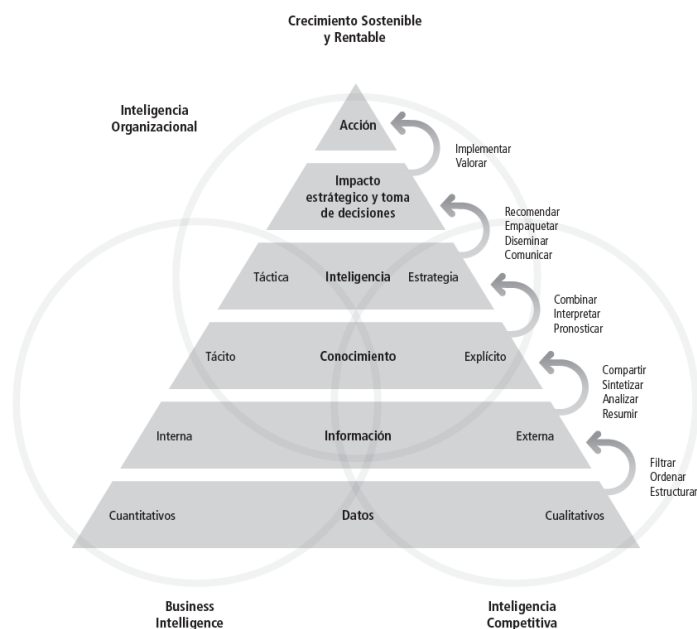 Crecimiento Sostenible
y Rentable
Inteligencia
Organizacional
Acción
Implementar
Valorar
Impacto
estrátegico y toma
de decisiones
Recomendar
Empaquetar
Diseminar
Comunicar
Táctica Inteligencia Estrategia
Combinar
Interpretar
Pronosticar
Tácito Conocimiento Explícito
Compartir
Sintetizar
Analizar
Resumir
Interna Información Externa
Filtrar
Ordenar
Estructurar
Cuantitativos Datos Cualitativos
Business
Intelligence
Inteligencia
Competitiva